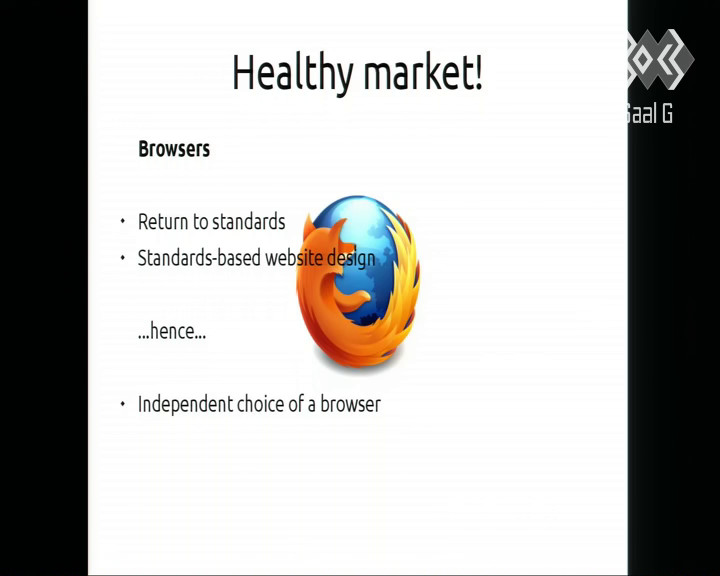 Healthy market!
Browsers
• Return to standards
• Standards-based website design
...hence...
• Independent choice of a browser
Saal G